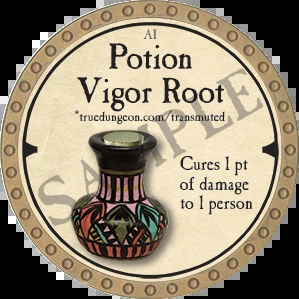 AI
Potion
Vigor Root
*truedungeon.com/transmuted
Cures 1 pt
of damage
to 1 person
SAMPLE